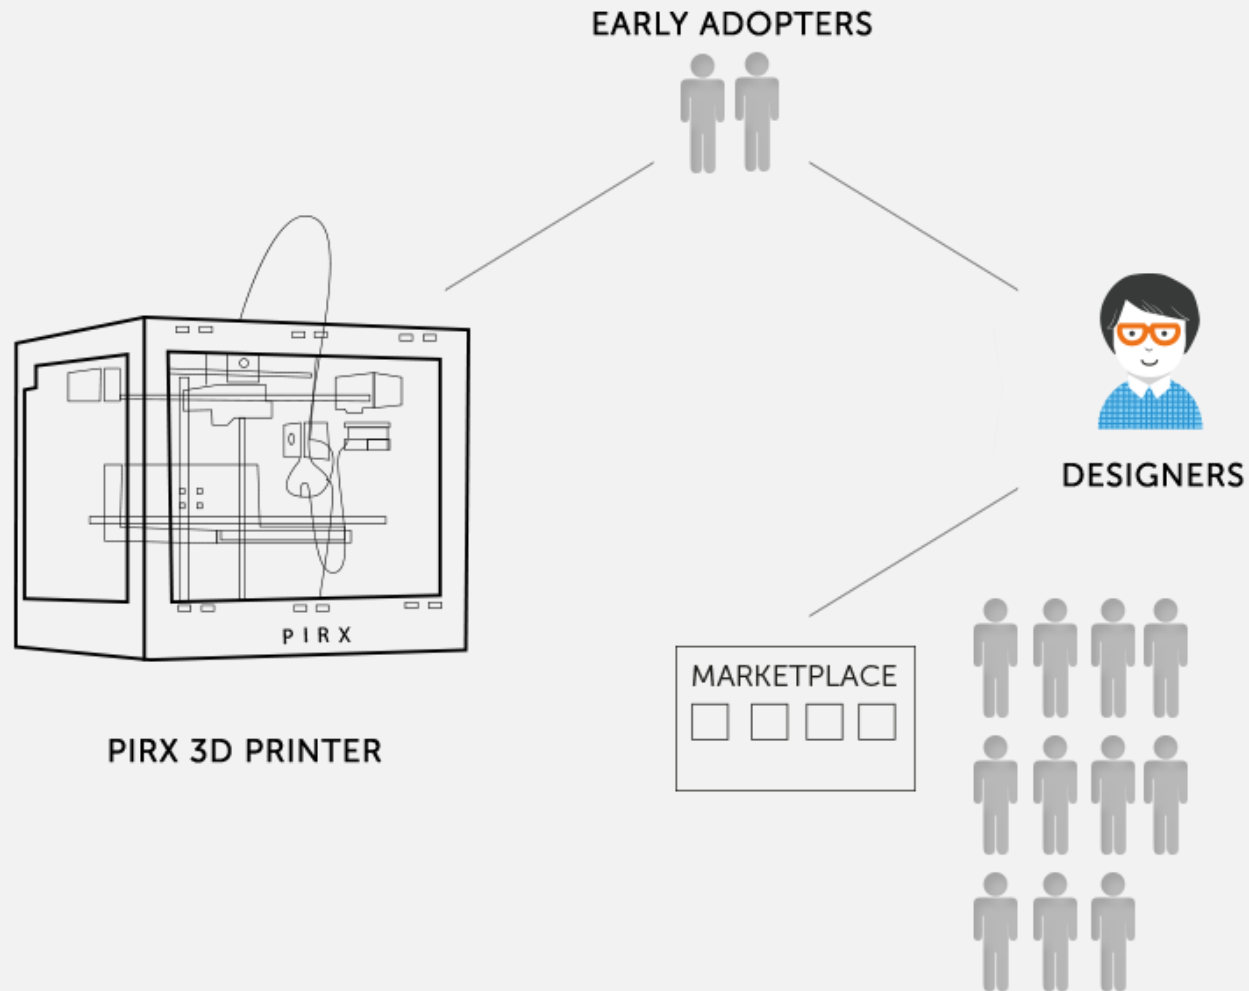 EARLY ADOPTERS
DESIGNERS
PIRX
MARKETPLACE
PIRX 3D PRINTER